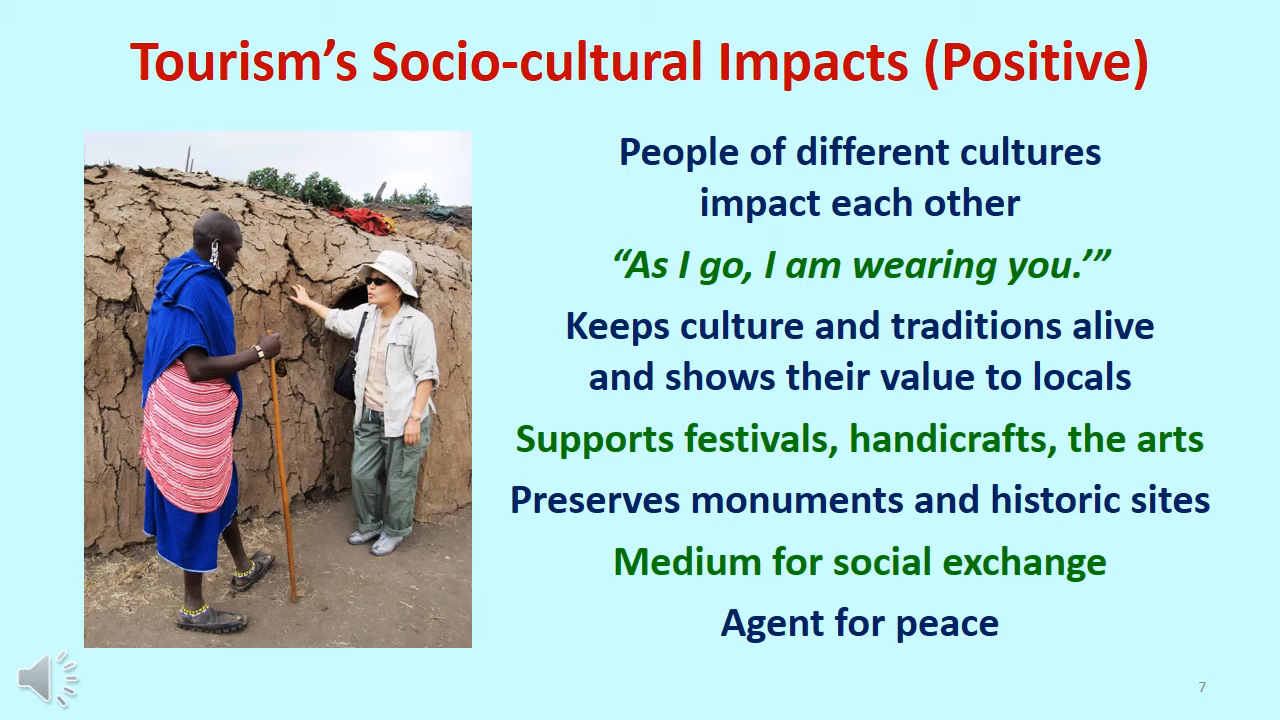 Tourism’s Socio-cultural Impacts (Positive)
People of different cultures
impact each other
“As I go, I am wearing you.’”
Keeps culture and traditions alive
and shows their value to locals
Supports festivals, handicrafts, the arts
Preserves monuments and historic sites
Medium for social exchange
Agent for peace
7